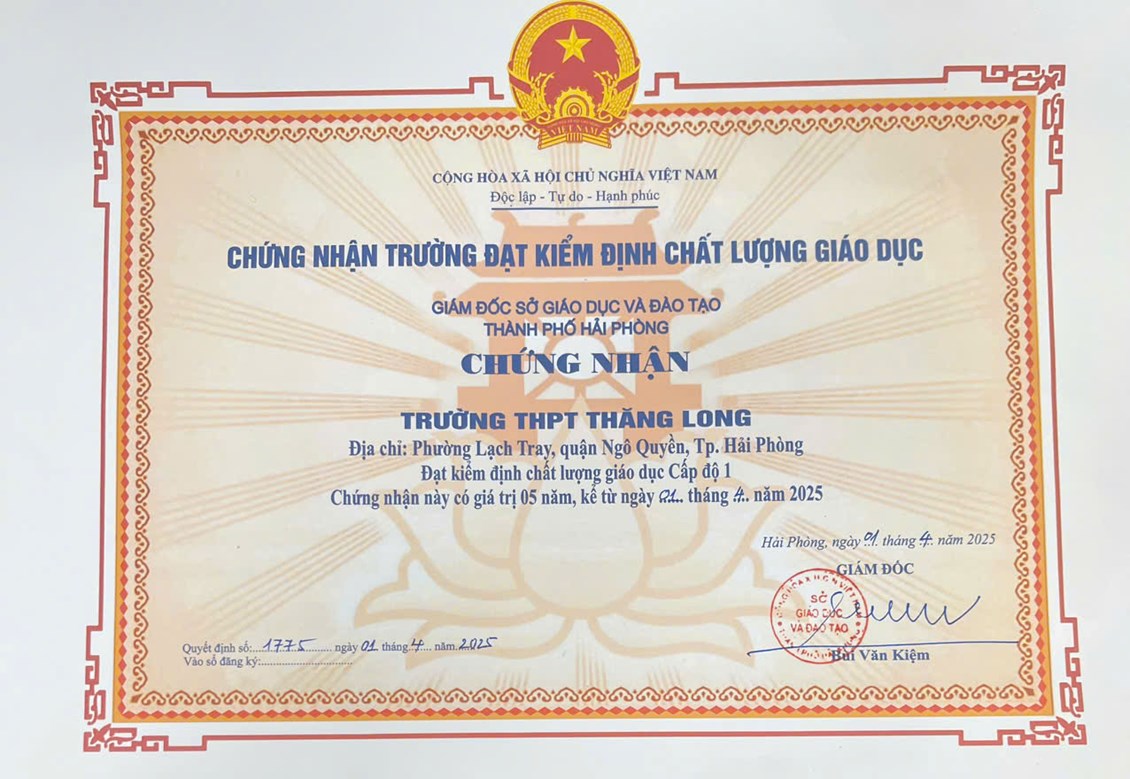 VIỆT NAM
CỘNG HÒA XÃ HỘI CHỦ NGHĨA VIỆT NAM
Độc lập - Tự do - Hạnh phúc
CHỨNG NHẬN TRƯỜNG ĐẠT KIỂM ĐỊNH CHẤT LƯỢNG GIÁO DỤC
GIÁM ĐỐC SỞ GIÁO DỤC VÀ ĐÀO TẠO
THÀNH PHỐ HẢI PHÒNG
CHỨNG NHẬN
TRƯỜNG THPT THĂNG LONG
Địa chỉ: Phường Lạch Tray, quận Ngô Quyền, Tp. Hải Phòng
Đạt kiểm định chất lượng giáo dục Cấp độ 1
Chứng nhận này có giá trị 05 năm, kể từ ngày 01.. tháng 4.. năm 2025
Hải Phòng, ngày 01. tháng 4.. năm 2025
GIÁM ĐỐC
SỞ
GIÁO DỤC
VÀ ĐÀO TẠO
Bùi Văn Kiệm
Quyết định số:...1775......... ngày 01 tháng 4... năm 2025
Vào sổ đăng ký:..............................